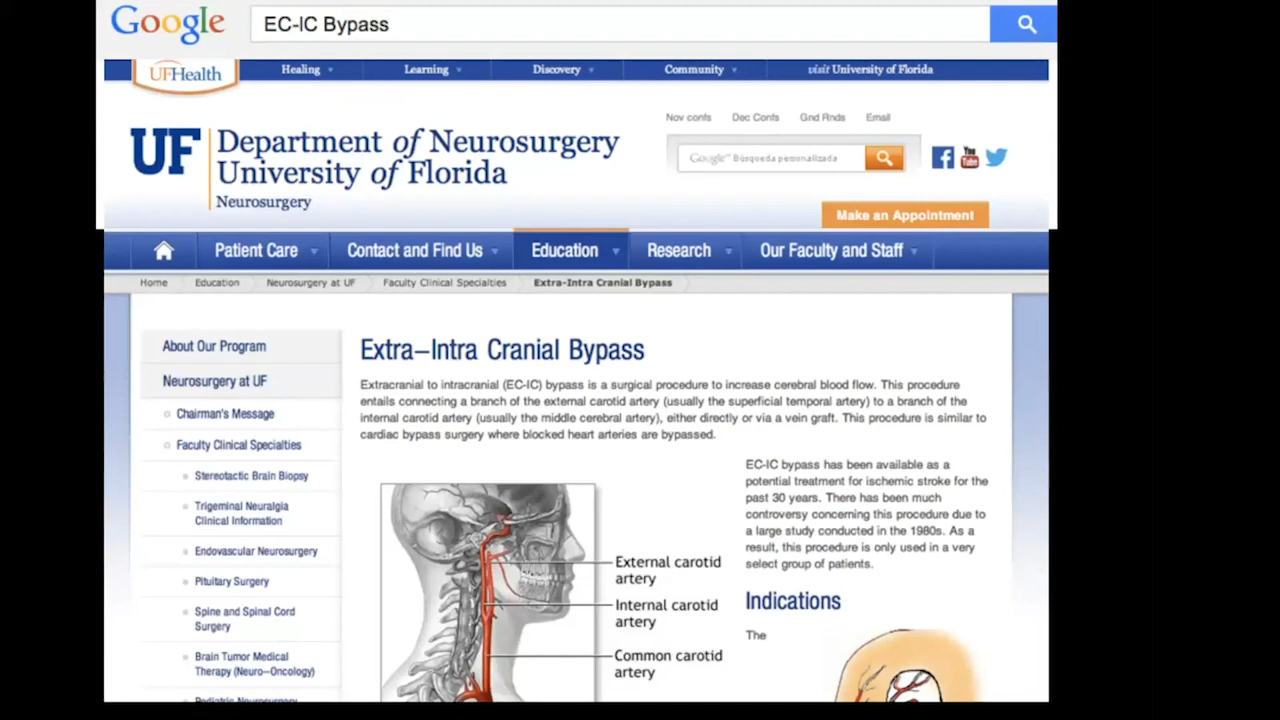 Google
EC-IC Bypass
UFHealth
Healing
Learning
Discovery
Community
visit University of Florida
Nov confs
Dec Confs
Gnd Rnds
Email
UF
Department of Neurosurgery
University of Florida
Neurosurgery
Google™ Búsqueda personalizada
You
Tube
Make an Appointment
Patient Care
Contact and Find Us
Education
Research
Our Faculty and Staff
Home
Education
Neurosurgery at UF
Faculty Clinical Specialties
Extra-Intra Cranial Bypass
About Our Program
Neurosurgery at UF
Chairman's Message
Faculty Clinical Specialties
Stereotactic Brain Biopsy
Trigeminal Neuralgia
Clinical Information
Endovascular Neurosurgery
Pituitary Surgery
Spine and Spinal Cord
Surgery
Brain Tumor Medical
Therapy (Neuro-Oncology)
Pediatric Neurosurgery
Extra–Intra Cranial Bypass
Extracranial to intracranial (EC-IC) bypass is a surgical procedure to increase cerebral blood flow. This procedure
entails connecting a branch of the external carotid artery (usually the superficial temporal artery) to a branch of the
internal carotid artery (usually the middle cerebral artery), either directly or via a vein graft. This procedure is similar to
cardiac bypass surgery where blocked heart arteries are bypassed.
External carotid
artery
Internal carotid
artery
Common carotid
artery
EC-IC bypass has been available as a
potential treatment for ischemic stroke for the
past 30 years. There has been much
controversy concerning this procedure due to
a large study conducted in the 1980s. As a
result, this procedure is only used in a very
select group of patients.
Indications
The